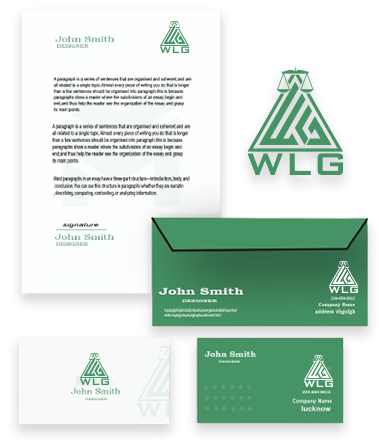 John Smith
DESIGNER
WLG
A paragraph is a series of sentences that are organised and coherent, and are
all related to a single topic. Almost every piece of writing you do that is longer
than a few sentences should be organised into paragraph this is because
paragraphs show a reader where the subdivisions of an essay begin and
end, and thus help the reader see the organization of the essay and grasp
its main points.
A paragraph is a series of sentences that are organised and coherent, and are
all related to a single topic. Almost every piece of writing you do that is longer
than a few sentences should be organised into paragraph this is because
paragraphs show a reader where the subdivisions of an essay begin and
end, and thus help the reader see the organization of the essay and grasp
its main points.
Most paragraphs in an essay have a three-part structure—introduction, body, and
conclusion. You can see this structure in paragraphs whether they are narratin
, describing, comparing, contrasting, or analyzing information.
signature
John Smith
DESIGNER
WLG
John Smith
DESIGNER
WLG
Company Name
WLG
John Smith
DESIGNER
John Smith
DESIGNER
WLG
Company Name
lucknow